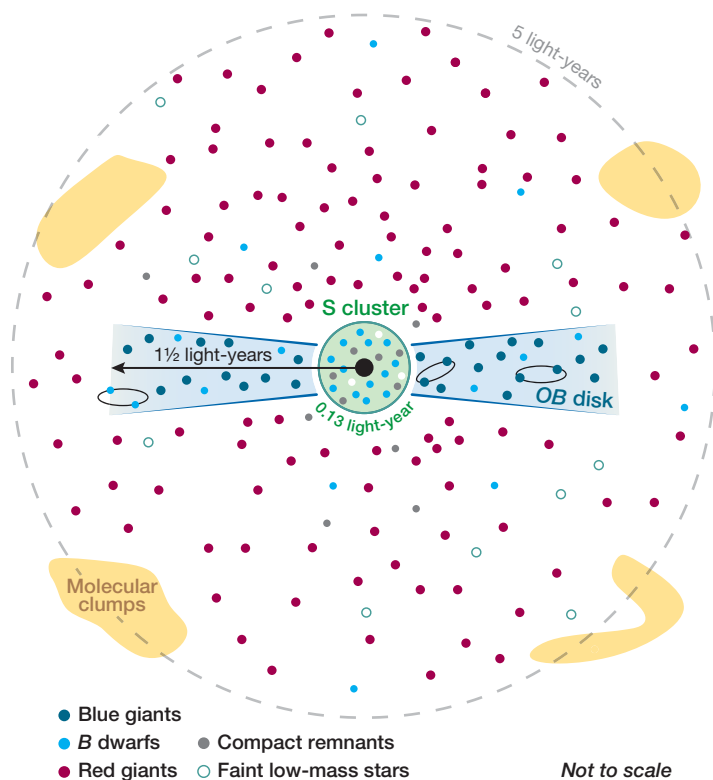 5 light-years
S cluster
1½ light-years
0.13 light-year
OB disk
Molecular
clumps
Blue giants
B dwarfs
Compact remnants
Red giants
Faint low-mass stars
Not to scale